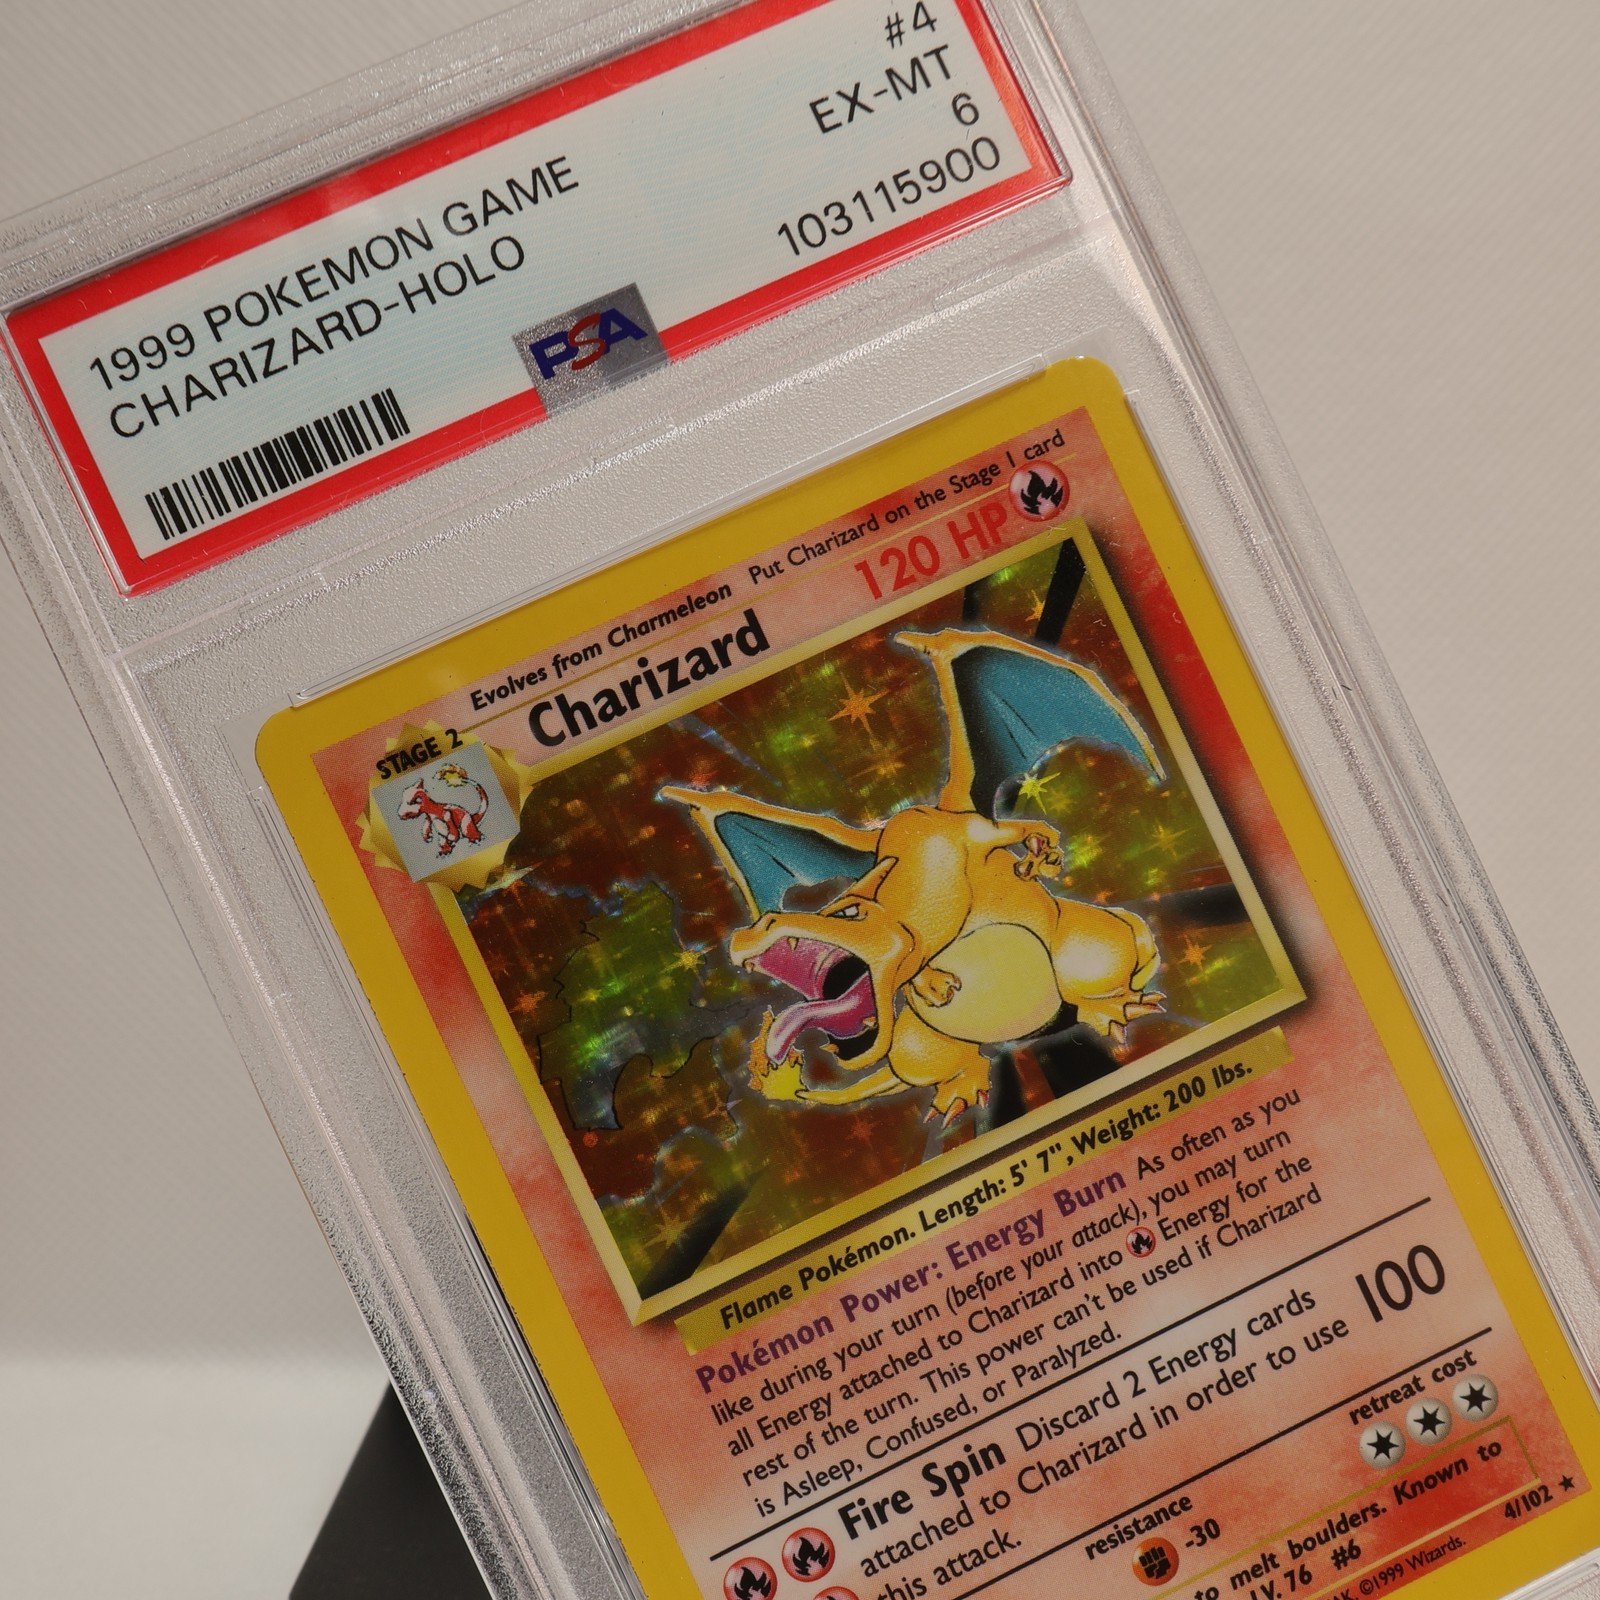 #4
EX-MT
6
103115900
1999 POKEMON GAME
CHARIZARD-HOLO
PSA
Evolves from Charmeleon Put Charizard on the Stage 1 card
STAGE 2 Charizard 120 HP
Flame Pokémon. Length: 5' 7", Weight: 200 lbs.
Pokémon Power: Energy Burn As often as you
like during your turn (before your attack), you may turn
all Energy attached to Charizard into Energy for the
rest of the turn. This power can't be used if Charizard
is Asleep, Confused, or Paralyzed.
Fire Spin Discard 2 Energy cards
attached to Charizard in order to use
this attack.
100
resistance
-30
retreat cost
to melt boulders. Known to
LV. 76 #6
©1999 Wizards. 4/102 ★